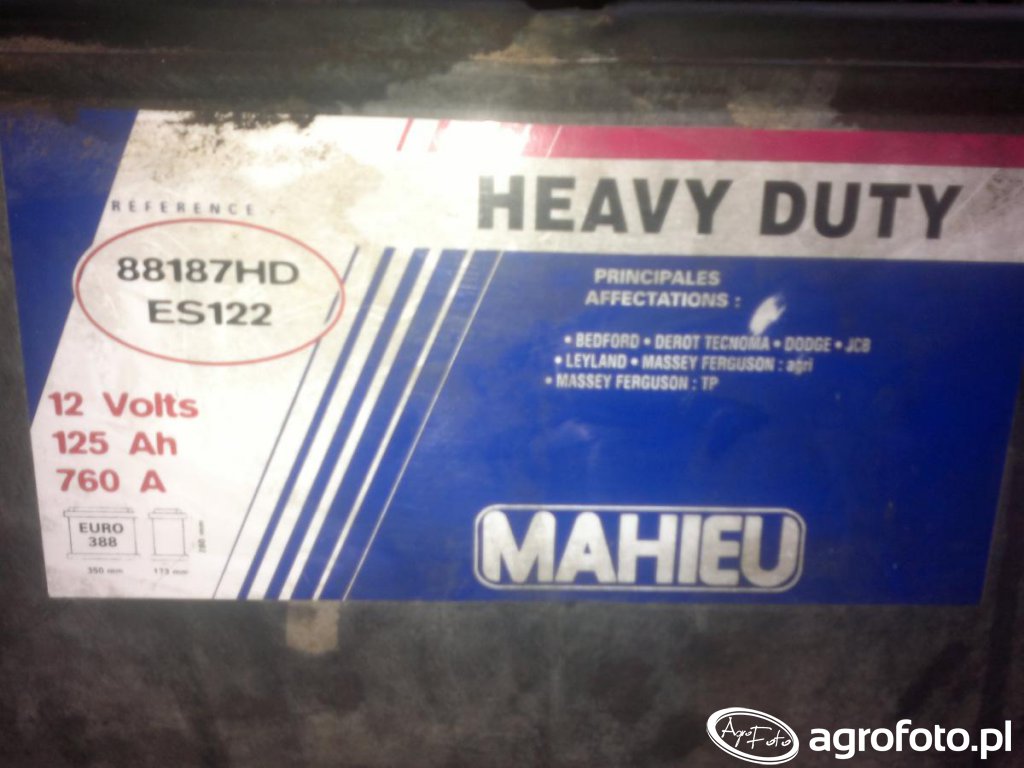 HEAVY DUTY
REFERENCE
88187HD
ES122
PRINCIPALES
AFFECTATIONS :
• BEDFORD • DEROT TECNOMA • DODGE • JCB
• LEYLAND • MASSEY FERGUSON : agri
• MASSEY FERGUSON : TP
12 Volts
125 Ah
760 A
EURO
388
350 mm
173 mm
MAHIEU
AgroFoto
agrofoto.pl